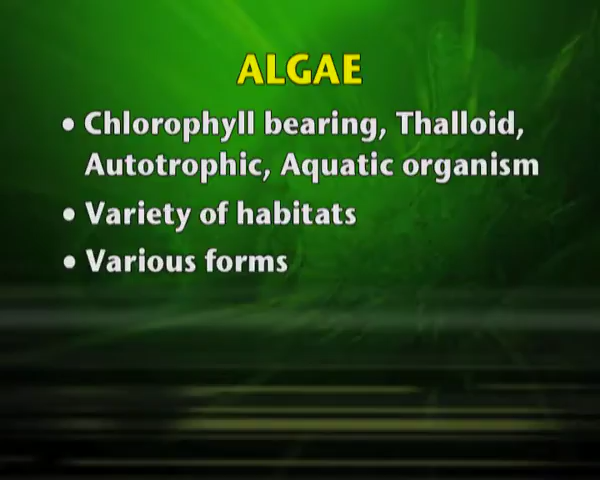 ALGAE
• Chlorophyll bearing, Thalloid,
Autotrophic, Aquatic organism
• Variety of habitats
• Various forms